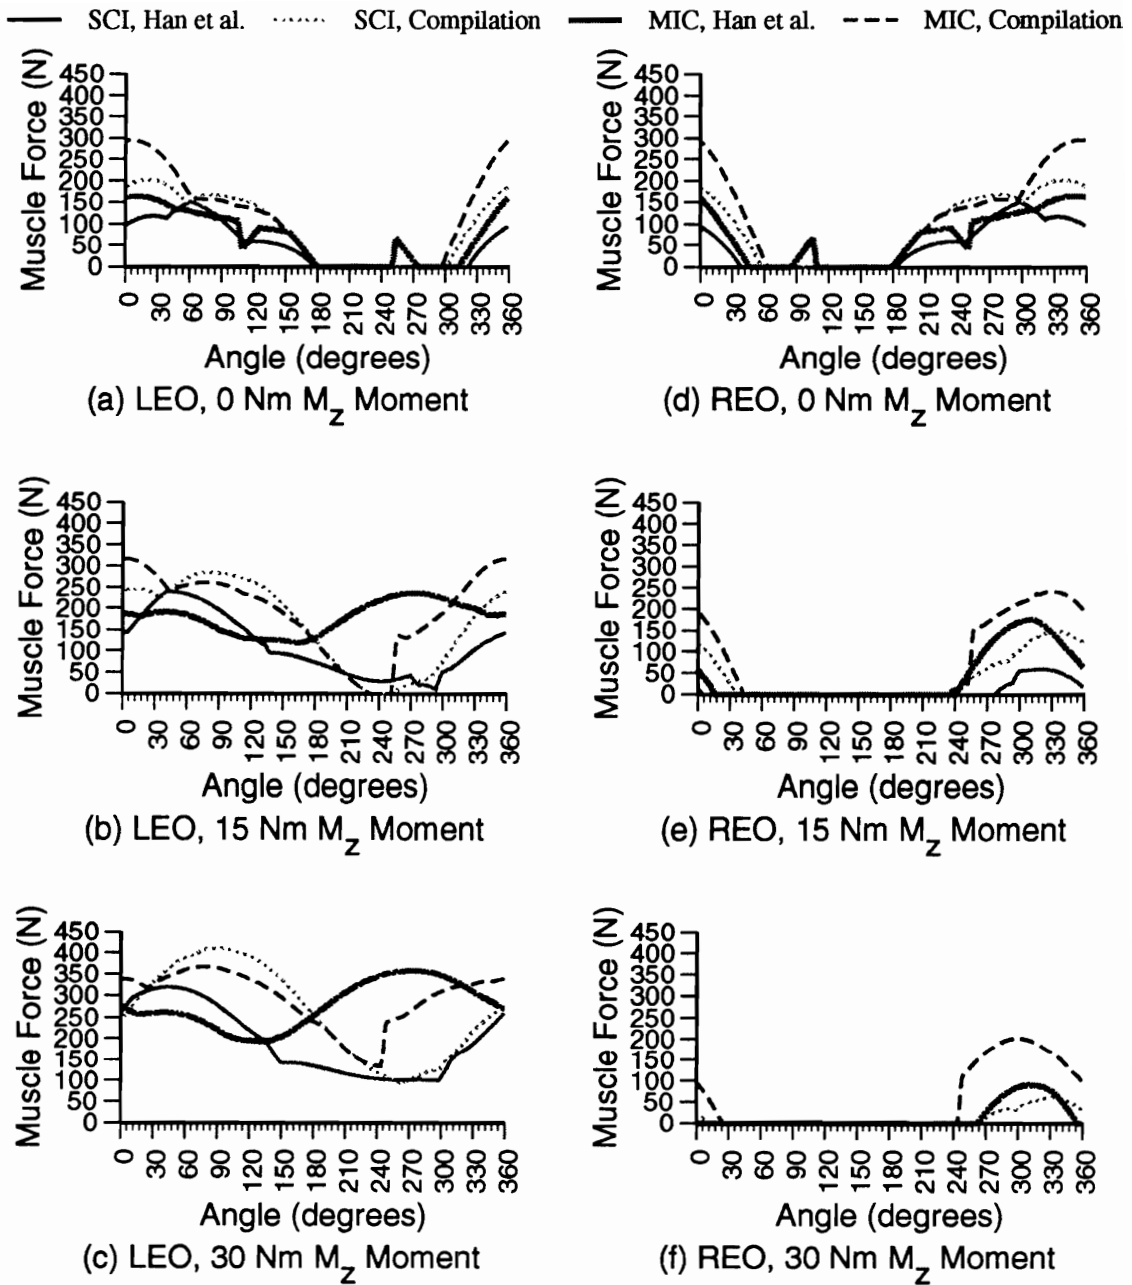 SCI, Han et al. SCI, Compilation MIC, Han et al. MIC, Compilation
Muscle Force (N)
450
400
350
300
250
200
150
100
50
0
0 30 60 90 120 150 180 210 240 270 300 330 360
Angle (degrees)
(a) LEO, 0 Nm Mz Moment
Muscle Force (N)
450
400
350
300
250
200
150
100
50
0
0 30 60 90 120 150 180 210 240 270 300 330 360
Angle (degrees)
(d) REO, 0 Nm Mz Moment
Muscle Force (N)
450
400
350
300
250
200
150
100
50
0
0 30 60 90 120 150 180 210 240 270 300 330 360
Angle (degrees)
(b) LEO, 15 Nm Mz Moment
Muscle Force (N)
450
400
350
300
250
200
150
100
50
0
0 30 60 90 120 150 180 210 240 270 300 330 360
Angle (degrees)
(e) REO, 15 Nm Mz Moment
Muscle Force (N)
450
400
350
300
250
200
150
100
50
0
0 30 60 90 120 150 180 210 240 270 300 330 360
Angle (degrees)
(c) LEO, 30 Nm Mz Moment
Muscle Force (N)
450
400
350
300
250
200
150
100
50
0
0 30 60 90 120 150 180 210 240 270 300 330 360
Angle (degrees)
(f) REO, 30 Nm Mz Moment